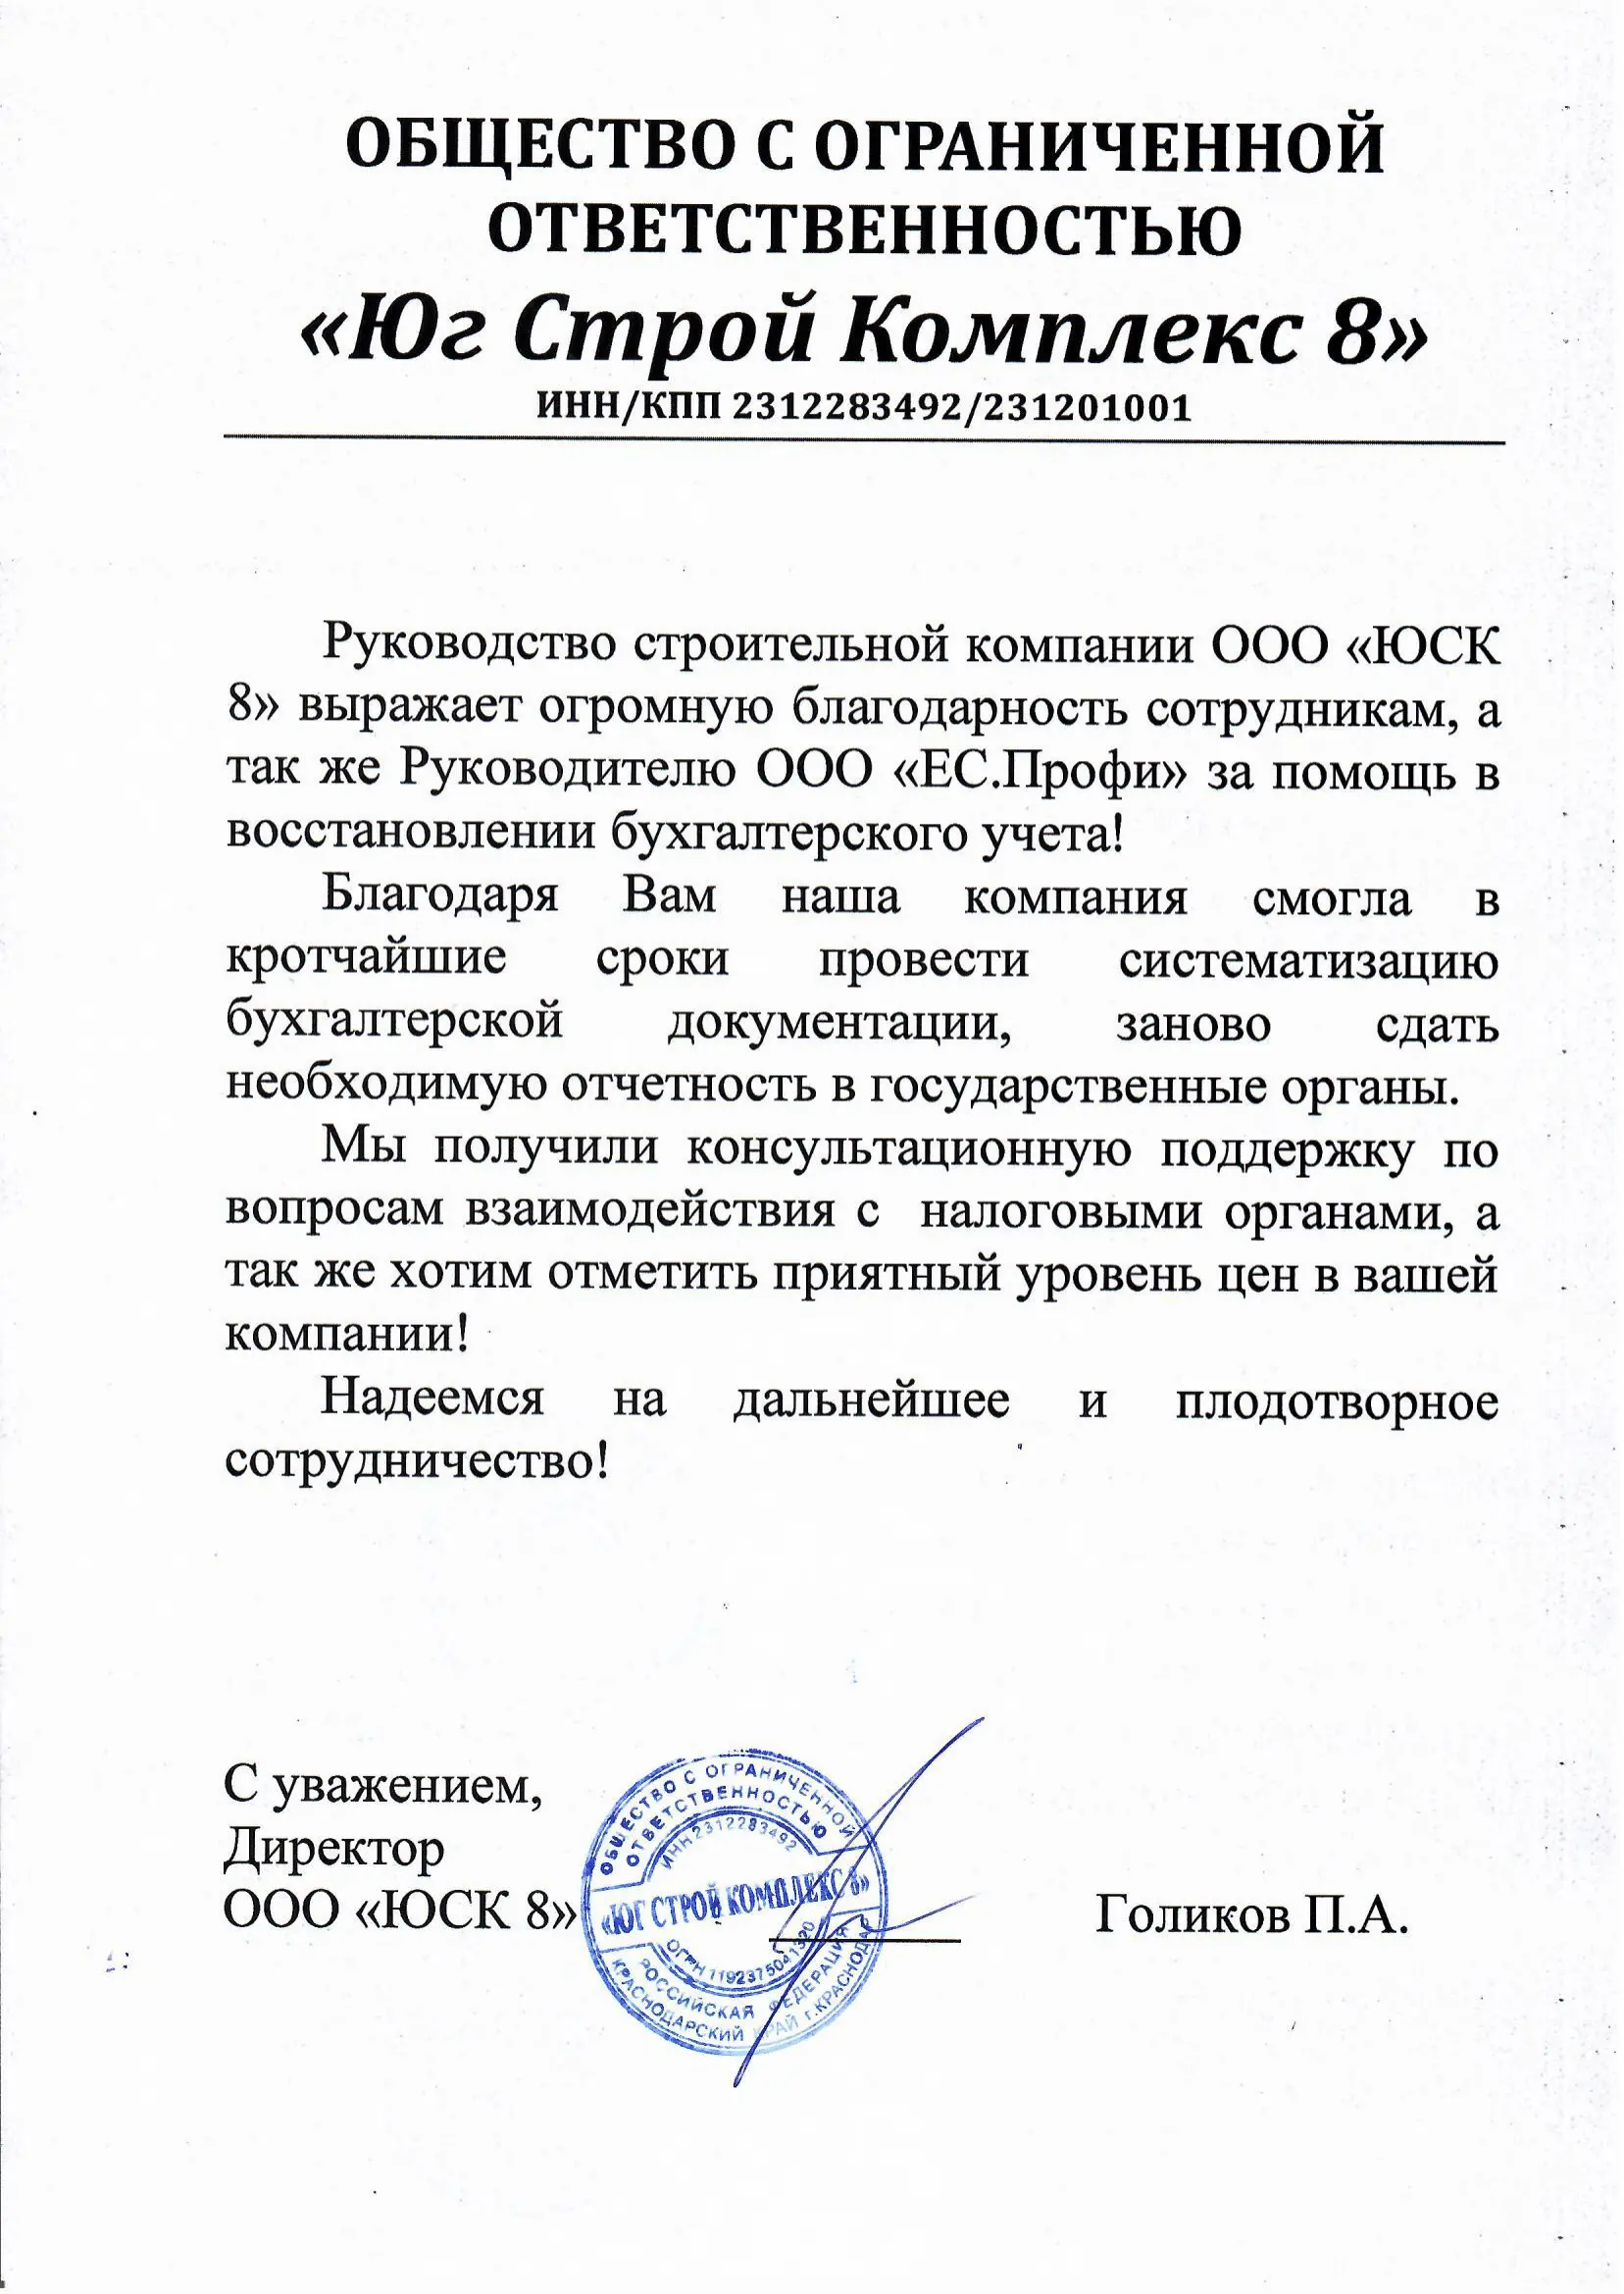 ОБЩЕСТВО С ОГРАНИЧЕННОЙ
ОТВЕТСТВЕННОСТЬЮ
«Юг Строй Комплекс 8»
ИНН/КПП 2312283492/231201001
Руководство строительной компании ООО «ЮСК
8» выражает огромную благодарность сотрудникам, а
так же Руководителю ООО «ЕС.Профи» за помощь в
восстановлении бухгалтерского учета!
Благодаря Вам наша компания смогла в
кротчайшие сроки провести систематизацию
бухгалтерской документации, заново сдать
необходимую отчетность в государственные органы.
Мы получили консультационную поддержку по
вопросам взаимодействия с налоговыми органами, а
так же хотим отметить приятный уровень цен в вашей
компании!
Надеемся на дальнейшее и плодотворное
сотрудничество!
С уважением,
Директор
ООО «ЮСК 8»
Голиков П.А.
ОБЩЕСТВО С ОГРАНИЧЕННОЙ
ОТВЕТСТВЕННОСТЬЮ
ИНН 2312283492
«ЮГ СТРОЙ КОМПЛЕКС 8»
ОГРН 1192375041320
РОССИЙСКАЯ ФЕДЕРАЦИЯ
КРАСНОДАРСКИЙ КРАЙ г.КРАСНОДАР